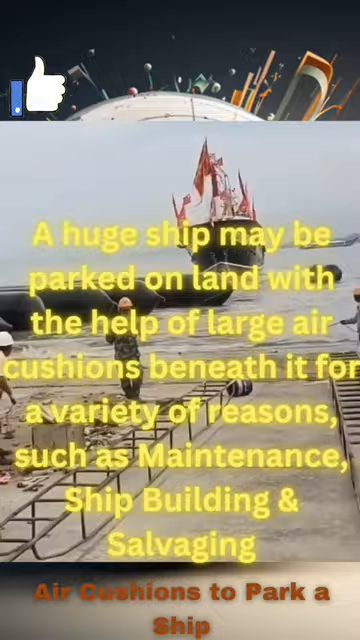 A huge ship may be
parked on land with
the help of large air
cushions beneath it for
a variety of reasons,
such as Maintenance,
Ship Building &
Salvaging
Air Cushions to Park a
Ship